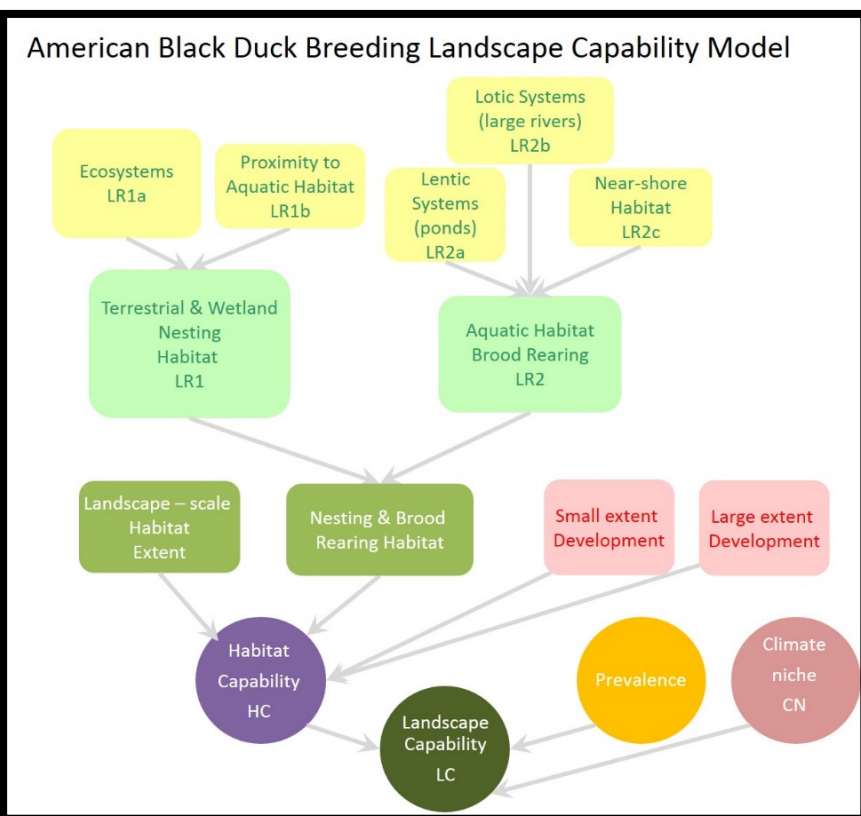 American Black Duck Breeding Landscape Capability Model
Lotic Systems
(large rivers)
LR2b
Ecosystems
LR1a
Proximity to
Aquatic Habitat
LR1b
Lentic
Systems
(ponds)
LR2a
Near-shore
Habitat
LR2c
Terrestrial & Wetland
Nesting
Habitat
LR1
Aquatic Habitat
Brood Rearing
LR2
Landscape – scale
Habitat
Extent
Nesting & Brood
Rearing Habitat
Small extent
Development
Large extent
Development
Habitat
Capability
HC
Landscape
Capability
LC
Prevalence
Climate
niche
CN